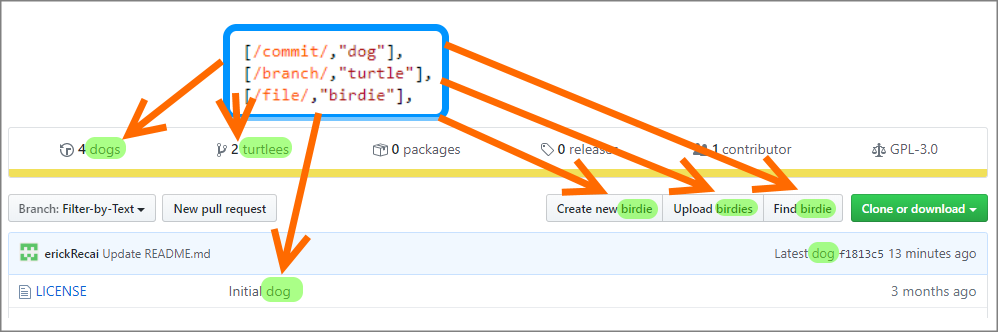 [/commit/,"dog"],
[/branch/,"turtle"],
[/file/,"birdie"],
4 dogs 2 turtlees 0 packages 0 releases 1 contributor GPL-3.0
Branch: Filter-by-Text New pull request Create new birdie Upload birdies Find birdie Clone or download
erickRecai Update README.md Latest dog f1813c5 13 minutes ago
LICENSE Initial dog 3 months ago